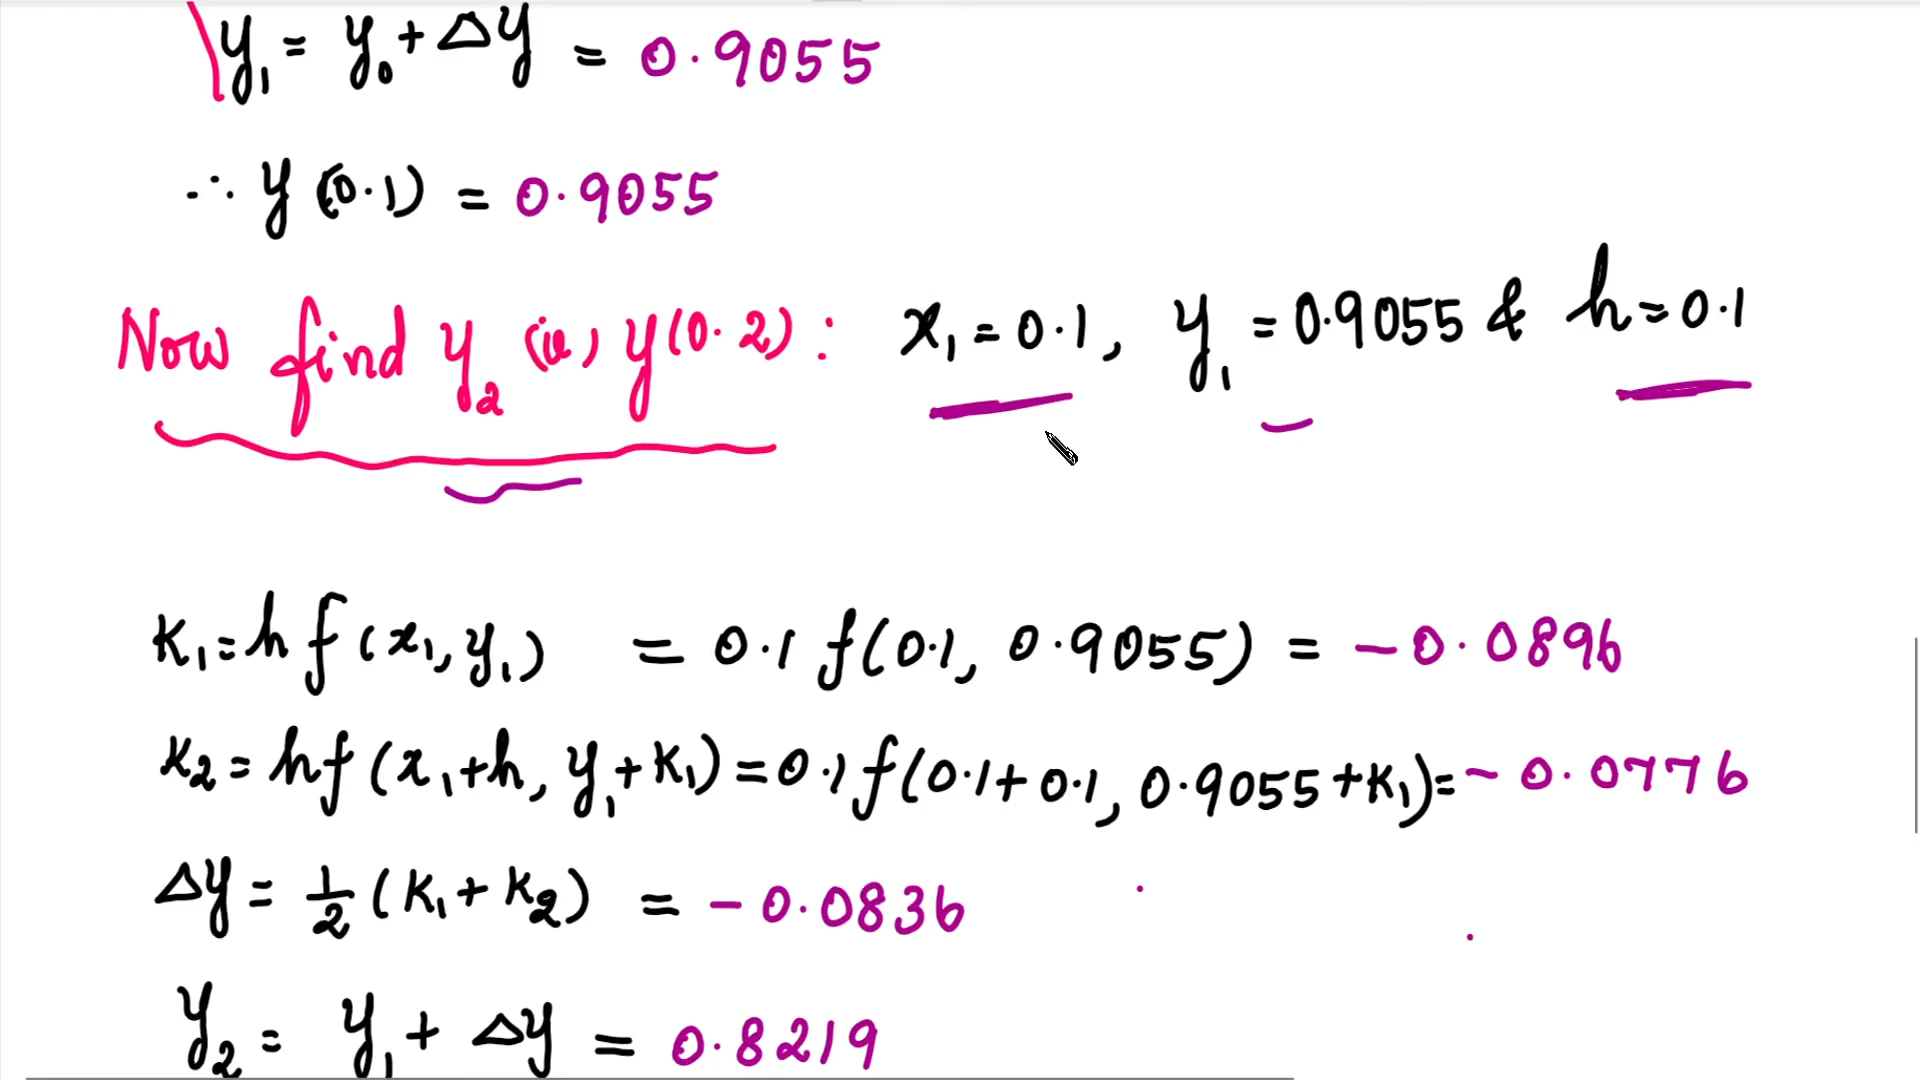 y₁ = y₀ + Δy = 0.9055
∴ y(0.1) = 0.9055
Now find y₂ (ie) y(0.2) : x₁ = 0.1, y₁ = 0.9055 & h = 0.1
K₁ = hf(x₁, y₁) = 0.1 f(0.1, 0.9055) = -0.0896
K₂ = hf(x₁+h, y₁+K₁) = 0.1 f(0.1+0.1, 0.9055+K₁) = -0.0776
Δy = 1/2 (K₁ + K₂) = -0.0836
y₂ = y₁ + Δy = 0.8219